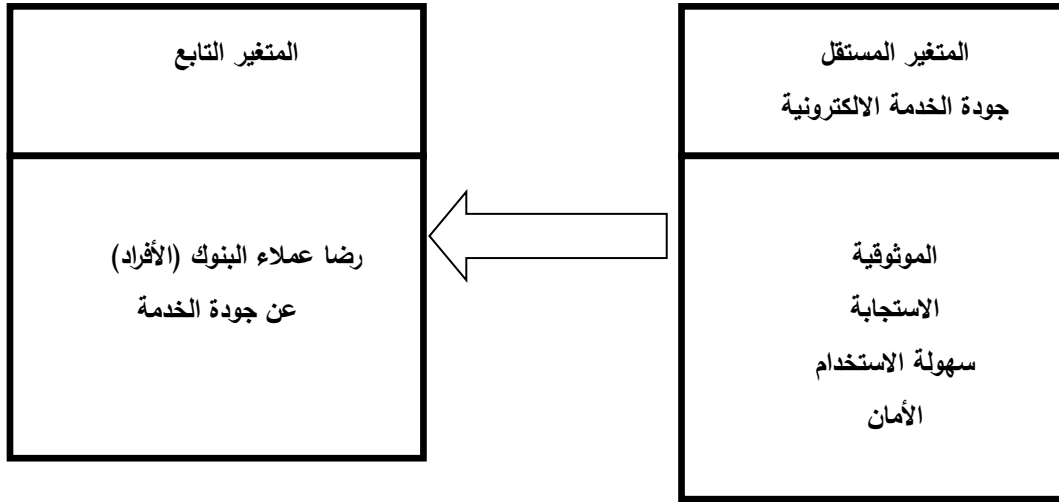 المتغير المستقل
جودة الخدمة الالكترونية
الموثوقية
الاستجابة
سهولة الاستخدام
الأمان
المتغير التابع
رضا عملاء البنوك (الأفراد)
عن جودة الخدمة